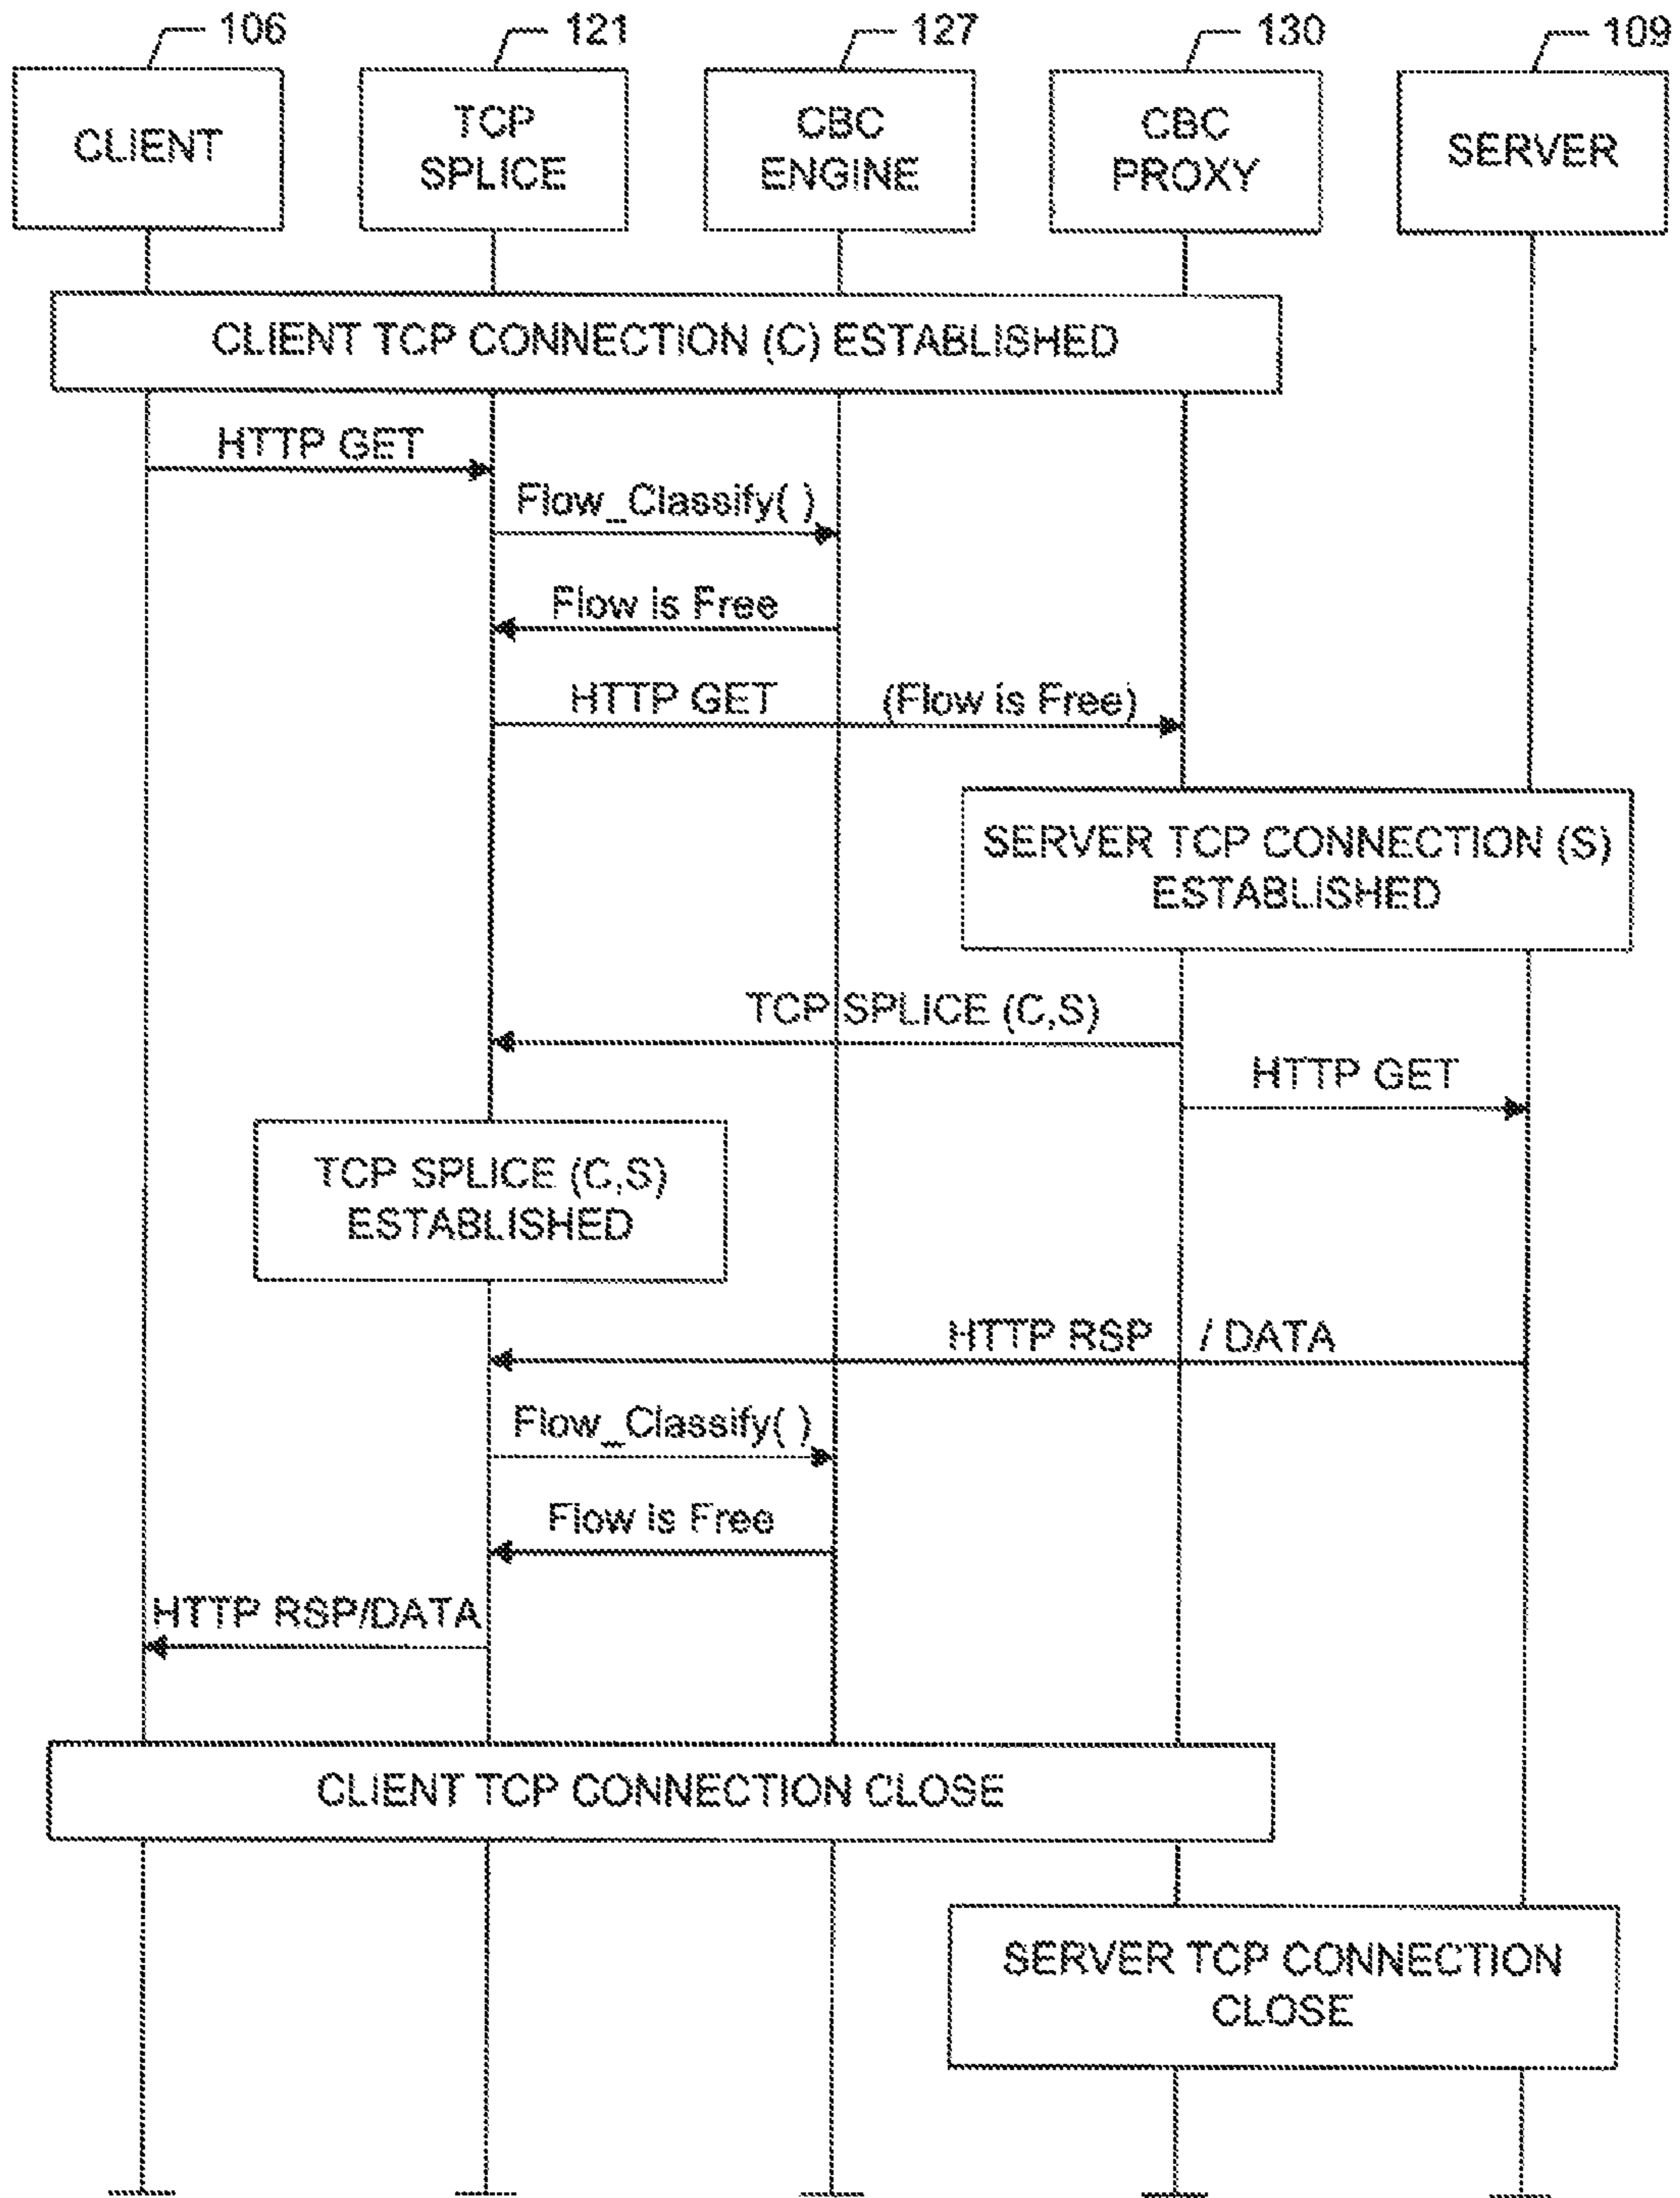 106
121
127
130
109
CLIENT
TCP
SPLICE
CBC
ENGINE
CBC
PROXY
SERVER
CLIENT TCP CONNECTION (C) ESTABLISHED
HTTP GET
Flow_Classify( )
Flow is Free
HTTP GET (Flow is Free)
SERVER TCP CONNECTION (S)
ESTABLISHED
TCP SPLICE (C,S)
HTTP GET
TCP SPLICE (C,S)
ESTABLISHED
HTTP RSP / DATA
Flow_Classify( )
Flow is Free
HTTP RSP/DATA
CLIENT TCP CONNECTION CLOSE
SERVER TCP CONNECTION
CLOSE